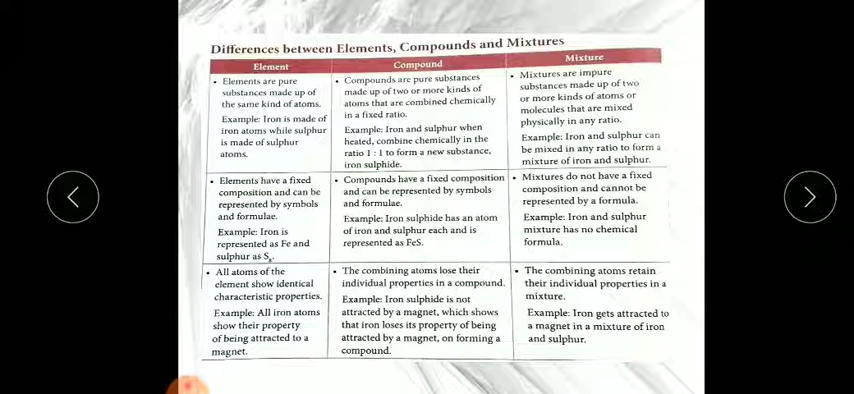 Differences between Elements, Compounds and Mixtures
Element
Compound
Mixture
• Elements are pure
substances made up of
the same kind of atoms.
Example: Iron is made of
iron atoms while sulphur
is made of sulphur
atoms.
• Compounds are pure substances
made up of two or more kinds of
atoms that are combined chemically
in a fixed ratio.
Example: Iron and sulphur when
heated, combine chemically in the
ratio 1 : 1 to form a new substance,
iron sulphide.
• Mixtures are impure
substances made up of two
or more kinds of atoms or
molecules that are mixed
physically in any ratio.
Example: Iron and sulphur can
be mixed in any ratio to form a
mixture of iron and sulphur.
• Elements have a fixed
composition and can be
represented by symbols
and formulae.
Example: Iron is
represented as Fe and
sulphur as S₈.
• Compounds have a fixed composition
and can be represented by symbols
and formulae.
Example: Iron sulphide has an atom
of iron and sulphur each and is
represented as FeS.
• Mixtures do not have a fixed
composition and cannot be
represented by a formula.
Example: Iron and sulphur
mixture has no chemical
formula.
• All atoms of the
element show identical
characteristic properties.
Example: All iron atoms
show their property
of being attracted to a
magnet.
• The combining atoms lose their
individual properties in a compound.
Example: Iron sulphide is not
attracted by a magnet, which shows
that iron loses its property of being
attracted by a magnet, on forming a
compound.
• The combining atoms retain
their individual properties in a
mixture.
Example: Iron gets attracted to
a magnet in a mixture of iron
and sulphur.